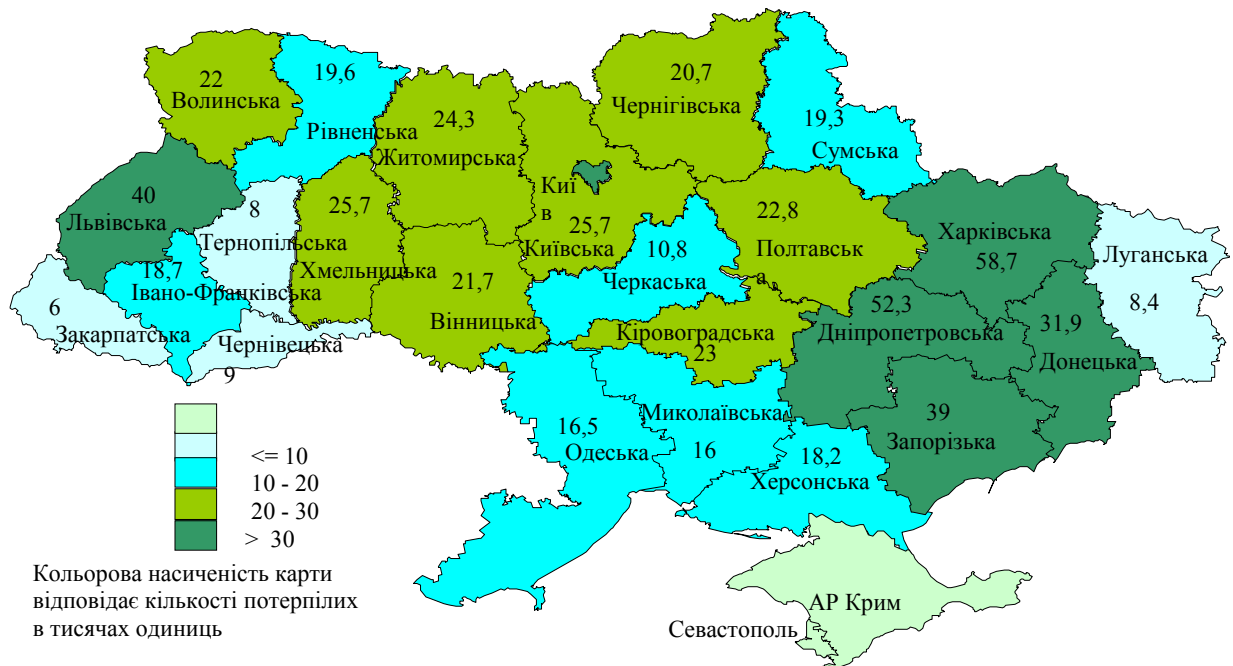 22
Волинська
19,6
Рівненська
24,3
Житомирська
20,7
Чернігівська
19,3
Сумська
40
Львівська
8
Тернопільська
25,7
Хмельницька
Киї
в
25,7
Київська
10,8
Черкаська
22,8
Полтавськ
а
Харківська
58,7
Луганська
8,4
18,7
Івано-Франківська
21,7
Вінницька
6
Закарпатська
Чернівецька
9
Кіровоградська
23
52,3
Дніпропетровська
31,9
Донецька
16,5
Одеська
Миколаївська
16
18,2
Херсонська
39
Запорізька
<= 10
10 - 20
20 - 30
> 30
АР Крим
Севастополь
Кольорова насиченість карти
відповідає кількості потерпілих
в тисячах одиниць